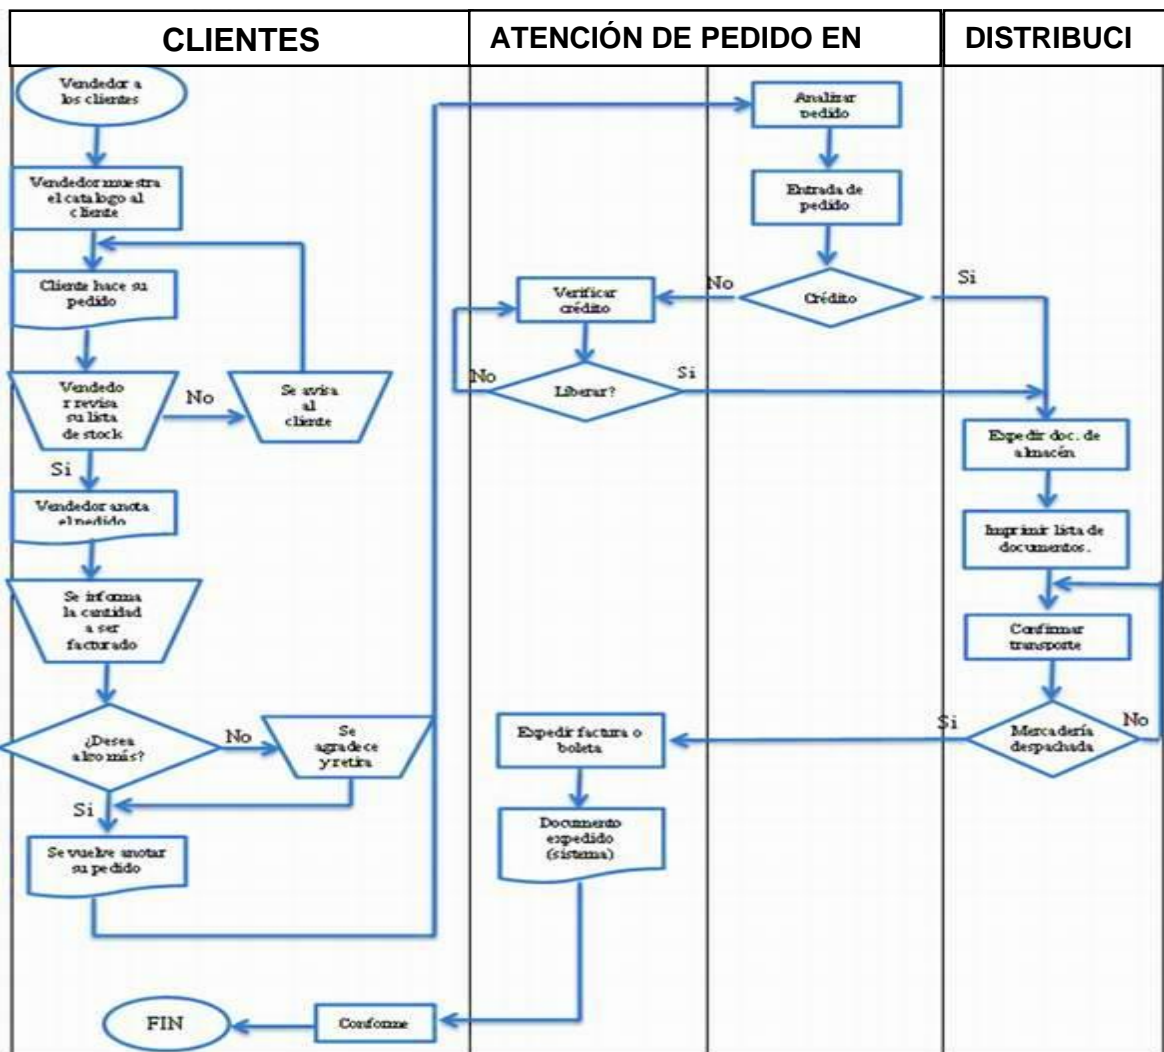 CLIENTES
ATENCIÓN DE PEDIDO EN
DISTRIBUCI
Vendedor a
los clientes
Vendedor muestra
el catalogo al
cliente
Cliente hace su
pedido
Vendedo
r revisa
su lista
de stock
No
Se avisa
al
cliente
Si
Vendedor anota
el pedido
Se informa
la cantidad
a ser
facturado
¿Desea
algo más?
No
Se
agradece
y retira
Si
Se vuelve anotar
su pedido
Analizar
pedido
Entrada de
pedido
Crédito
No
Si
Verificar
crédito
Liberar?
No
Si
Expedir doc. de
almacén
Imprimir lista de
documentos.
Confirmar
transporte
Mercadería
despachada
No
Si
Expedir factura o
boleta
Documento
expedido
(sistema)
Conforme
FIN